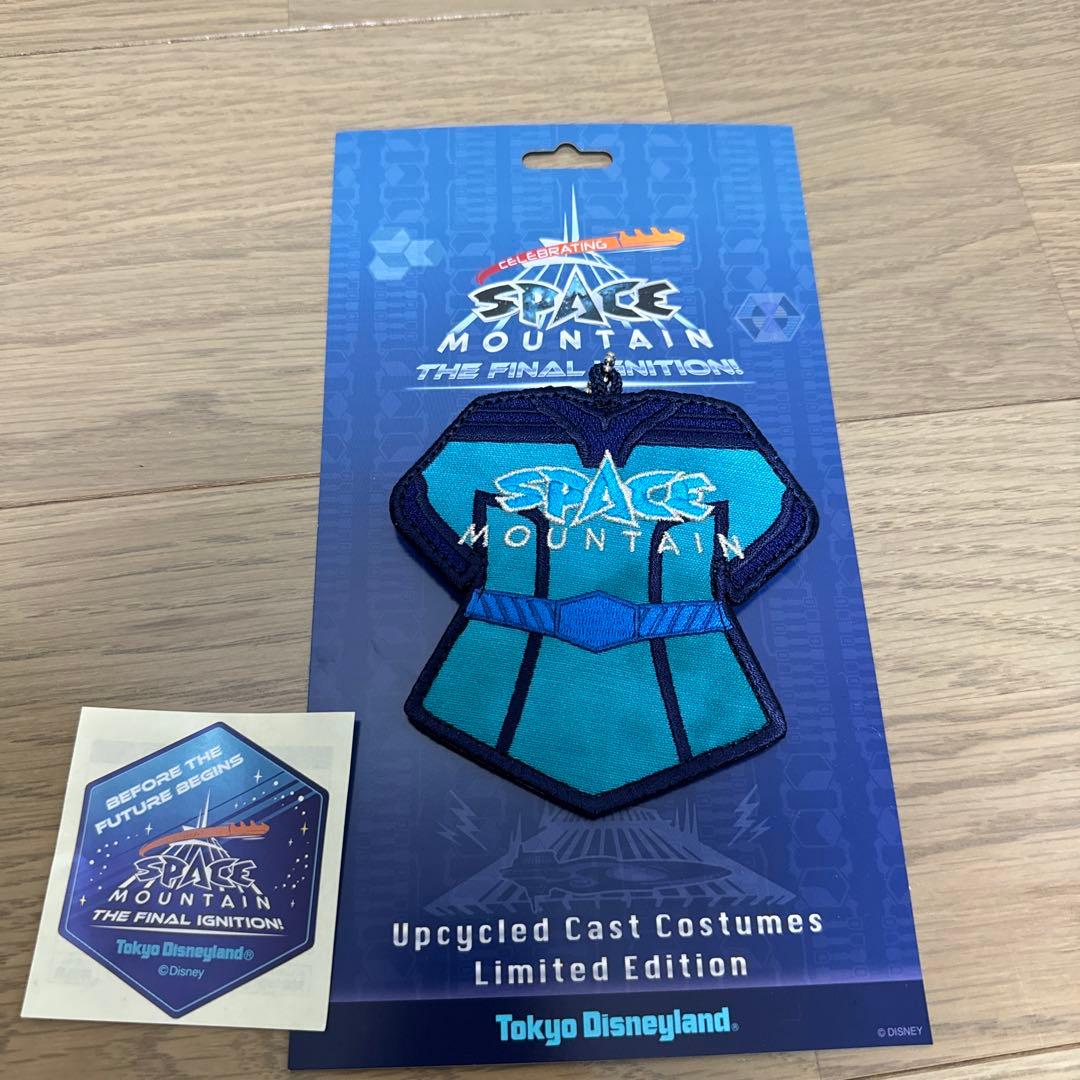 CELEBRATING
SPACE
MOUNTAIN
THE FINAL IGNITION!
SPACE
MOUNTAIN
Upcycled Cast Costumes
Limited Edition
Tokyo Disneyland®
© DISNEY
BEFORE THE
FUTURE BEGINS
SPACE
MOUNTAIN
THE FINAL IGNITION!
Tokyo Disneyland®
©Disney